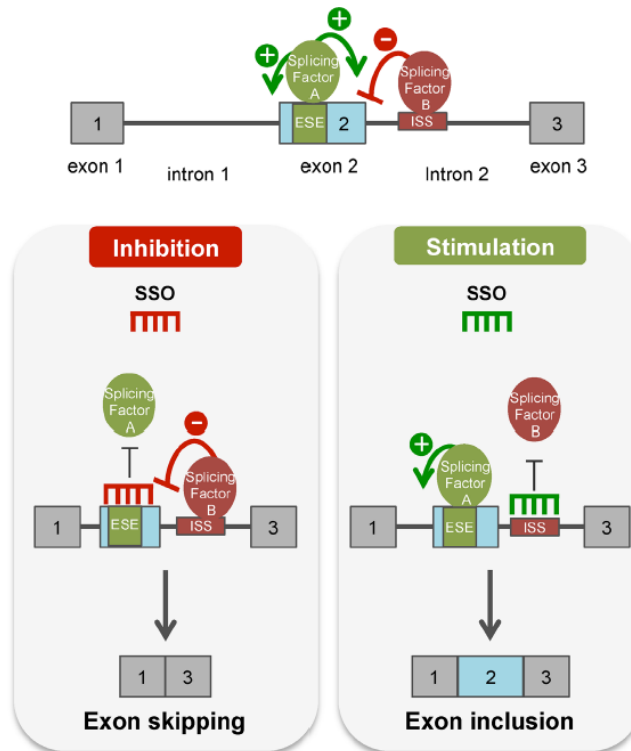 +
+
−
Splicing
Factor
A
Splicing
Factor
B
1
ESE
2
ISS
3
exon 1
intron 1
exon 2
Intron 2
exon 3
Inhibition
SSO
Splicing
Factor
A
−
Splicing
Factor
B
1
ESE
ISS
3
1
3
Exon skipping
Stimulation
SSO
Splicing
Factor
B
+
Splicing
Factor
A
1
ESE
ISS
3
1
2
3
Exon inclusion